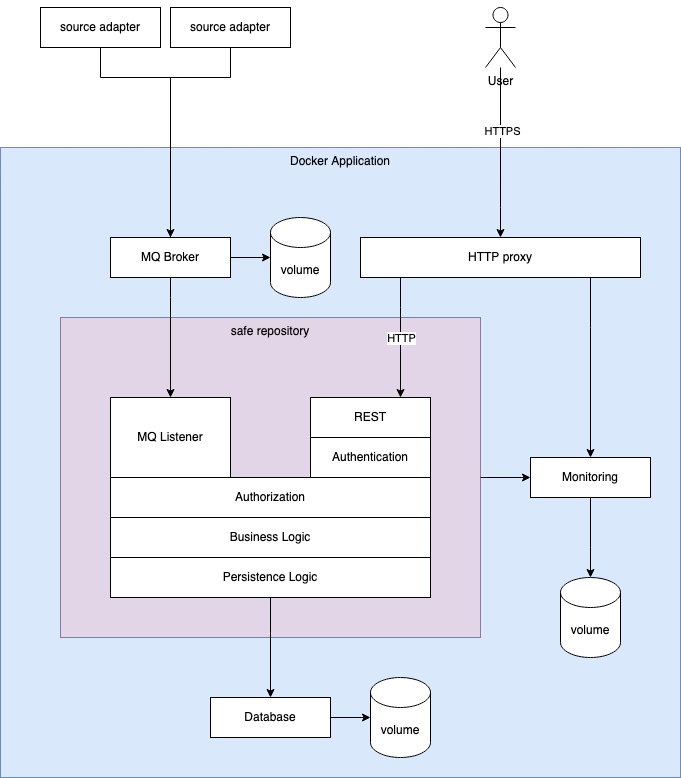 source adapter
source adapter
User
HTTPS
Docker Application
MQ Broker
volume
HTTP proxy
safe repository
HTTP
MQ Listener
REST
Authentication
Authorization
Business Logic
Persistence Logic
Monitoring
volume
Database
volume